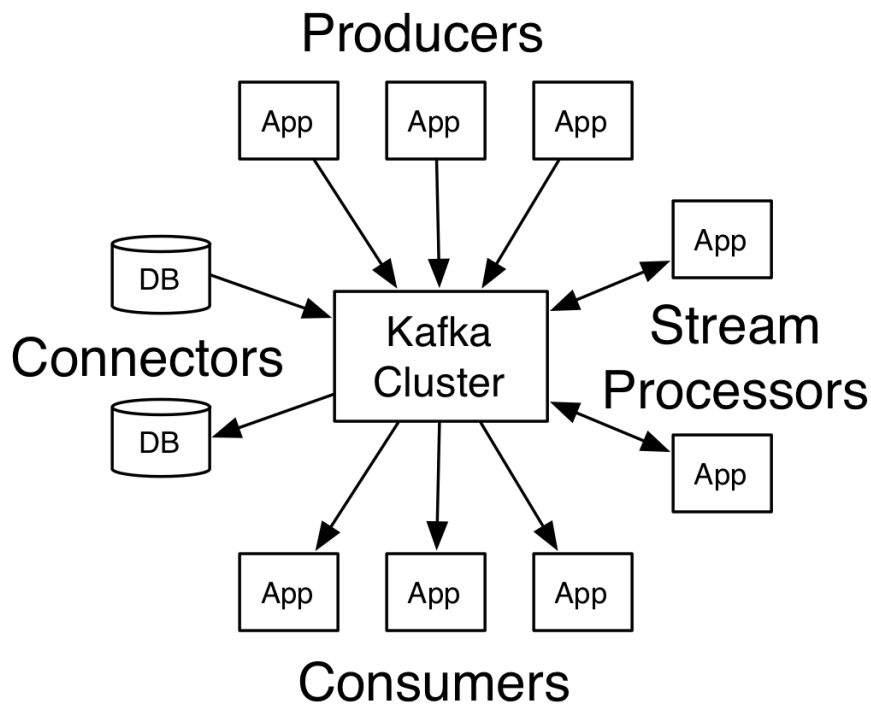 Producers
App
App
App
App
DB
Kafka
Cluster
Stream
Processors
Connectors
DB
App
App
App
App
Consumers